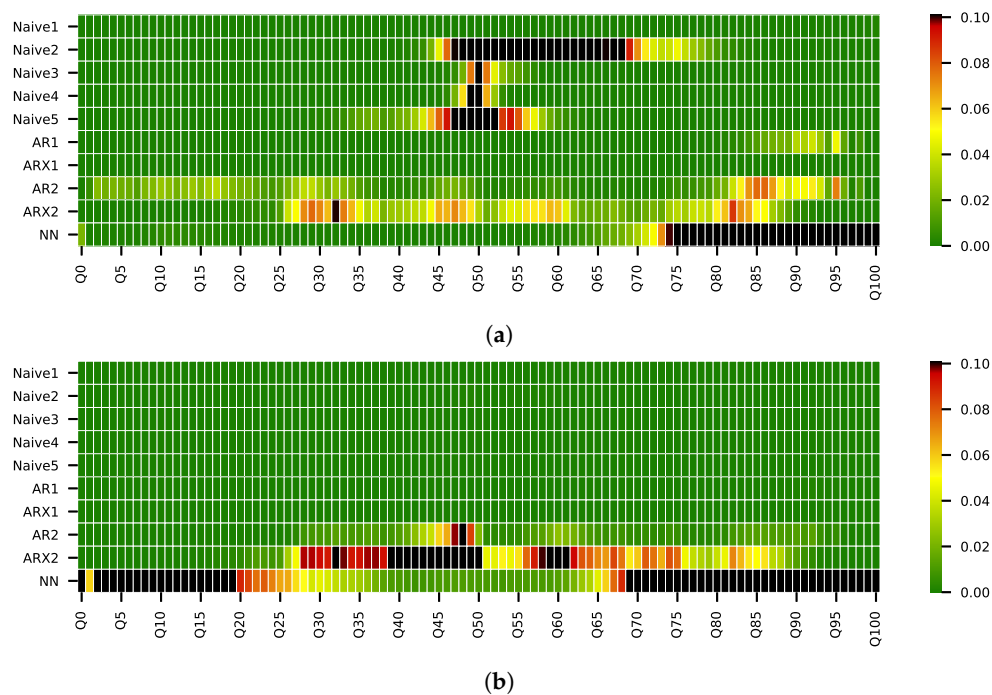 Naive1
Naive2
Naive3
Naive4
Naive5
AR1
ARX1
AR2
ARX2
NN
Q0 Q5 Q10 Q15 Q20 Q25 Q30 Q35 Q40 Q45 Q50 Q55 Q60 Q65 Q70 Q75 Q80 Q85 Q90 Q95 Q100
0.10
0.08
0.06
0.04
0.02
0.00
(a)
Naive1
Naive2
Naive3
Naive4
Naive5
AR1
ARX1
AR2
ARX2
NN
Q0 Q5 Q10 Q15 Q20 Q25 Q30 Q35 Q40 Q45 Q50 Q55 Q60 Q65 Q70 Q75 Q80 Q85 Q90 Q95 Q100
0.10
0.08
0.06
0.04
0.02
0.00
(b)